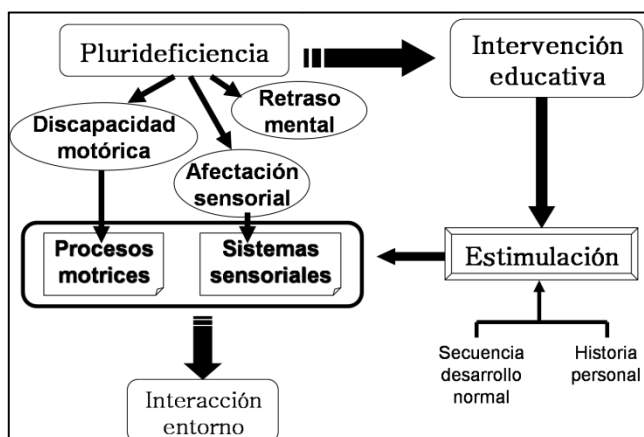 Plurideficiencia
Intervención
educativa
Retraso
mental
Discapacidad
motórica
Afectación
sensorial
Procesos
motrices
Sistemas
sensoriales
Estimulación
Secuencia
desarrollo
normal
Historia
personal
Interacción
entorno